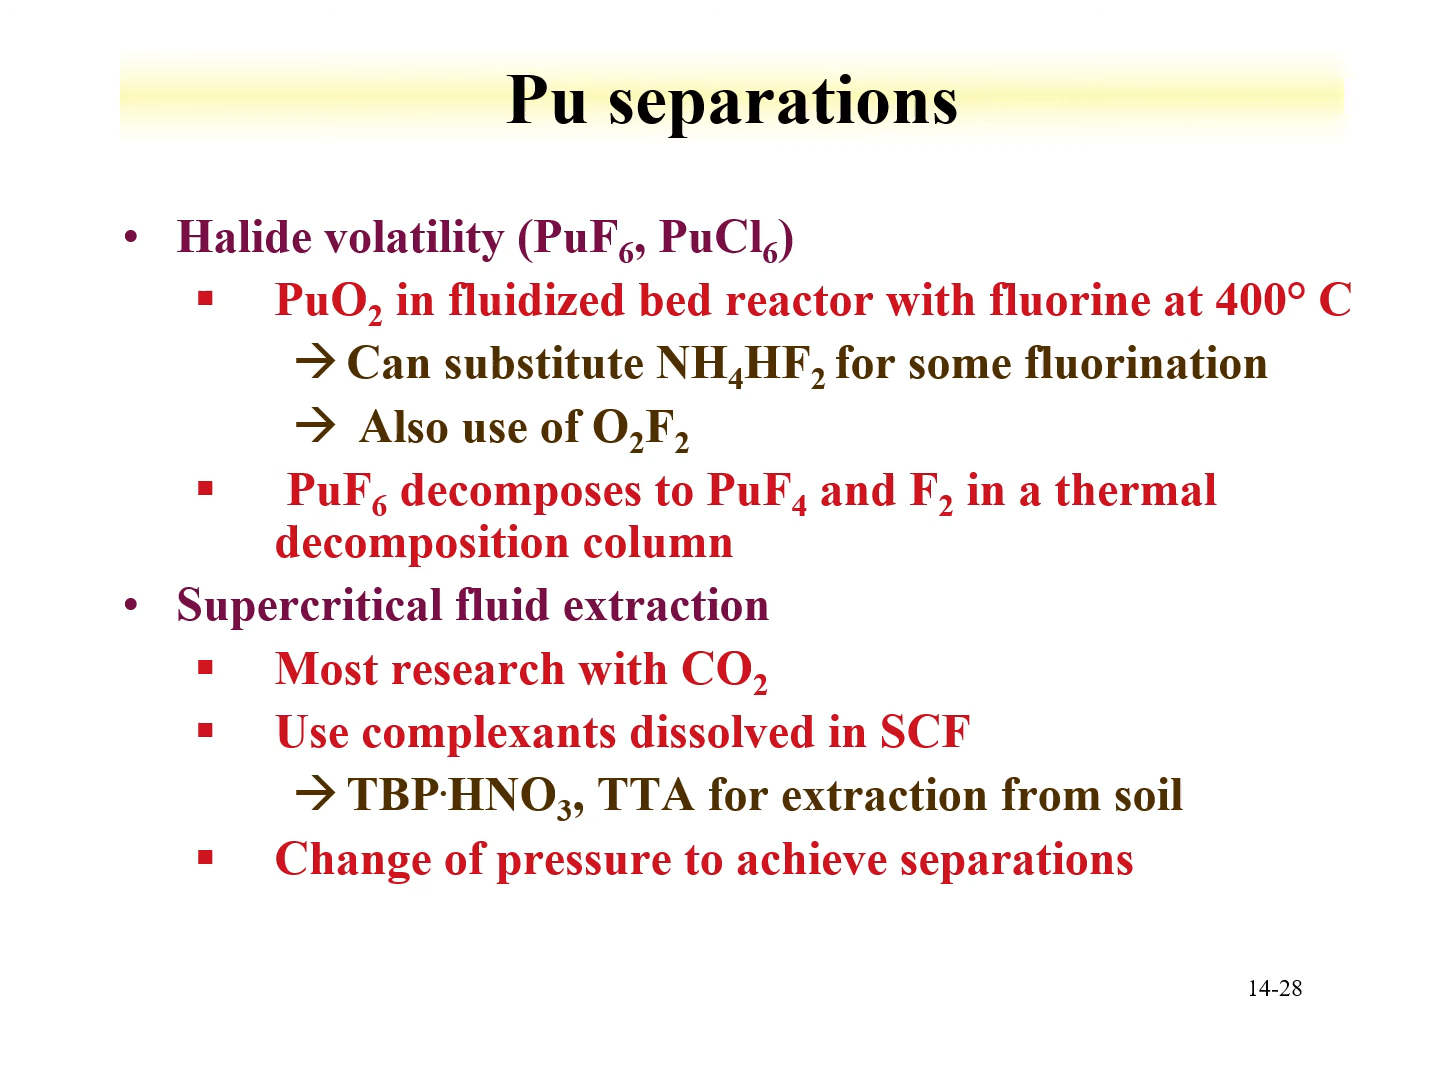 Pu separations
• Halide volatility (PuF6, PuCl6)
▪ PuO2 in fluidized bed reactor with fluorine at 400° C
→ Can substitute NH4HF2 for some fluorination
→ Also use of O2F2
▪ PuF6 decomposes to PuF4 and F2 in a thermal
decomposition column
• Supercritical fluid extraction
▪ Most research with CO2
▪ Use complexants dissolved in SCF
→ TBP·HNO3, TTA for extraction from soil
▪ Change of pressure to achieve separations
14-28